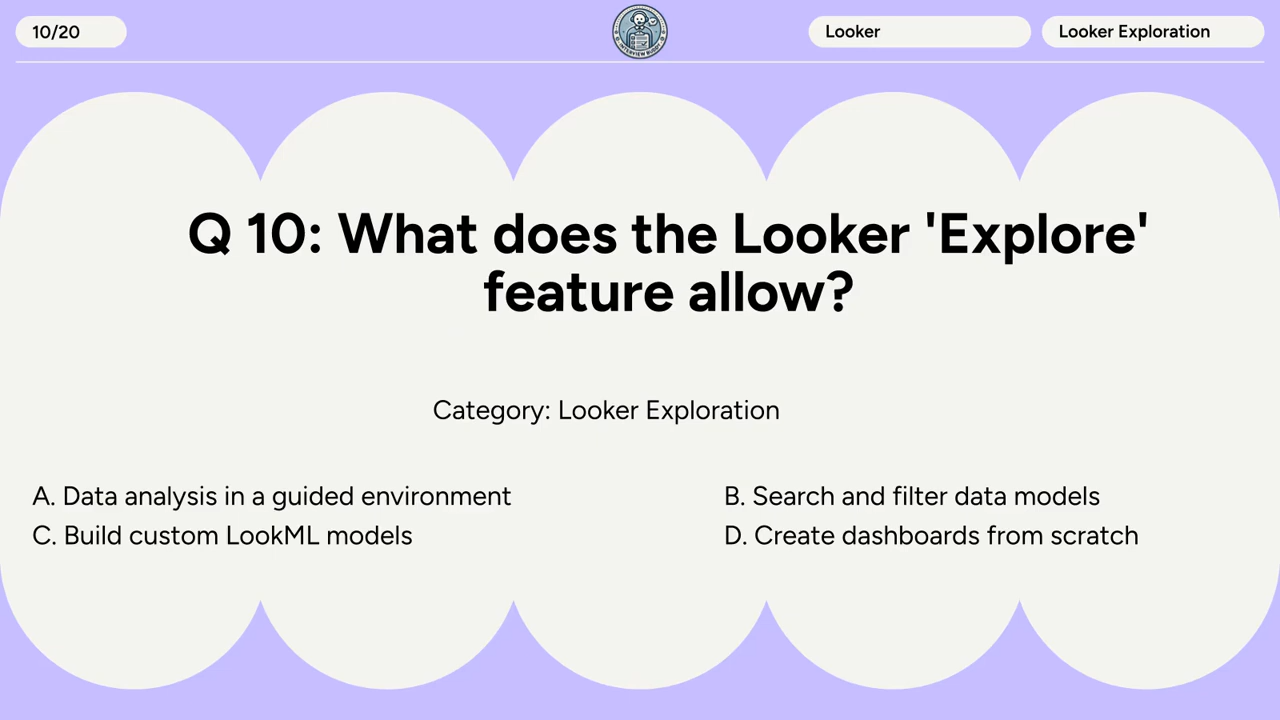 10/20
Looker
Looker Exploration
Q 10: What does the Looker 'Explore'
feature allow?
Category: Looker Exploration
A. Data analysis in a guided environment
B. Search and filter data models
C. Build custom LookML models
D. Create dashboards from scratch